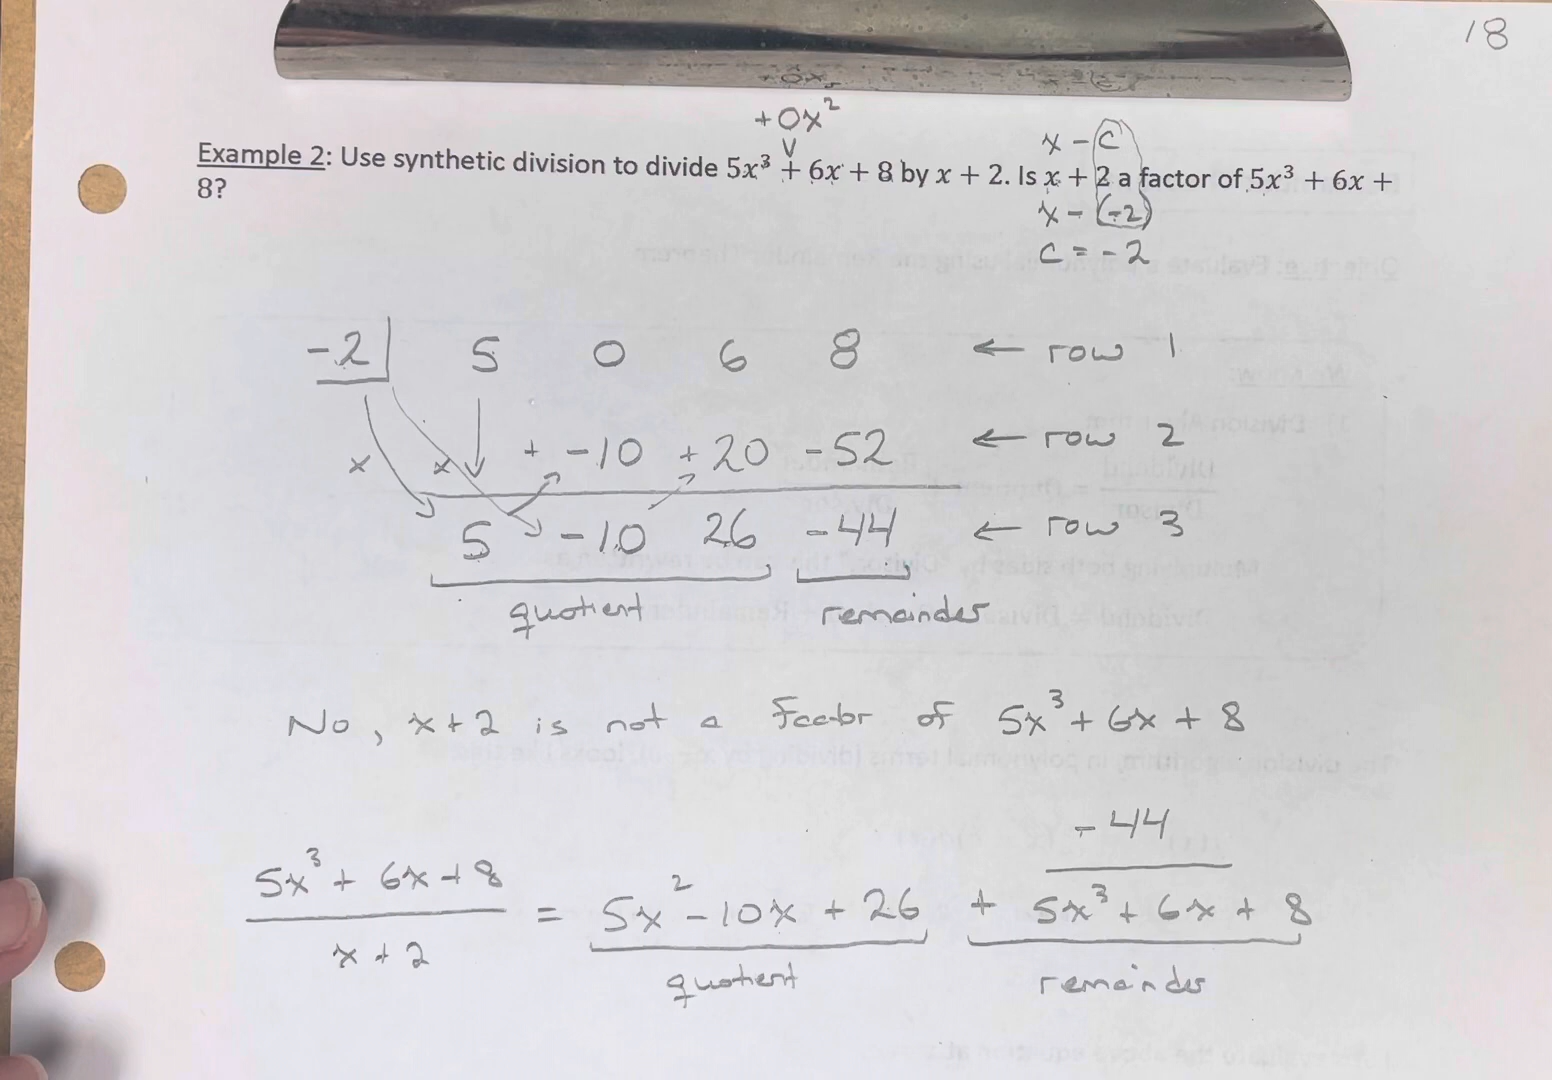 18
+0x²
x - c
Example 2: Use synthetic division to divide 5x³ + 6x + 8 by x + 2. Is x + 2 a factor of 5x³ + 6x +
8?
x - (-2)
c = -2
-2 5 0 6 8 ← row 1
x x + -10 + 20 -52 ← row 2
5 -10 26 -44 ← row 3
quotient remainder
No, x+2 is not a factor of 5x³ + 6x + 8
-44
5x³ + 6x + 8
= 5x² - 10x + 26 + 5x³ + 6x + 8
x + 2
quotient remainder